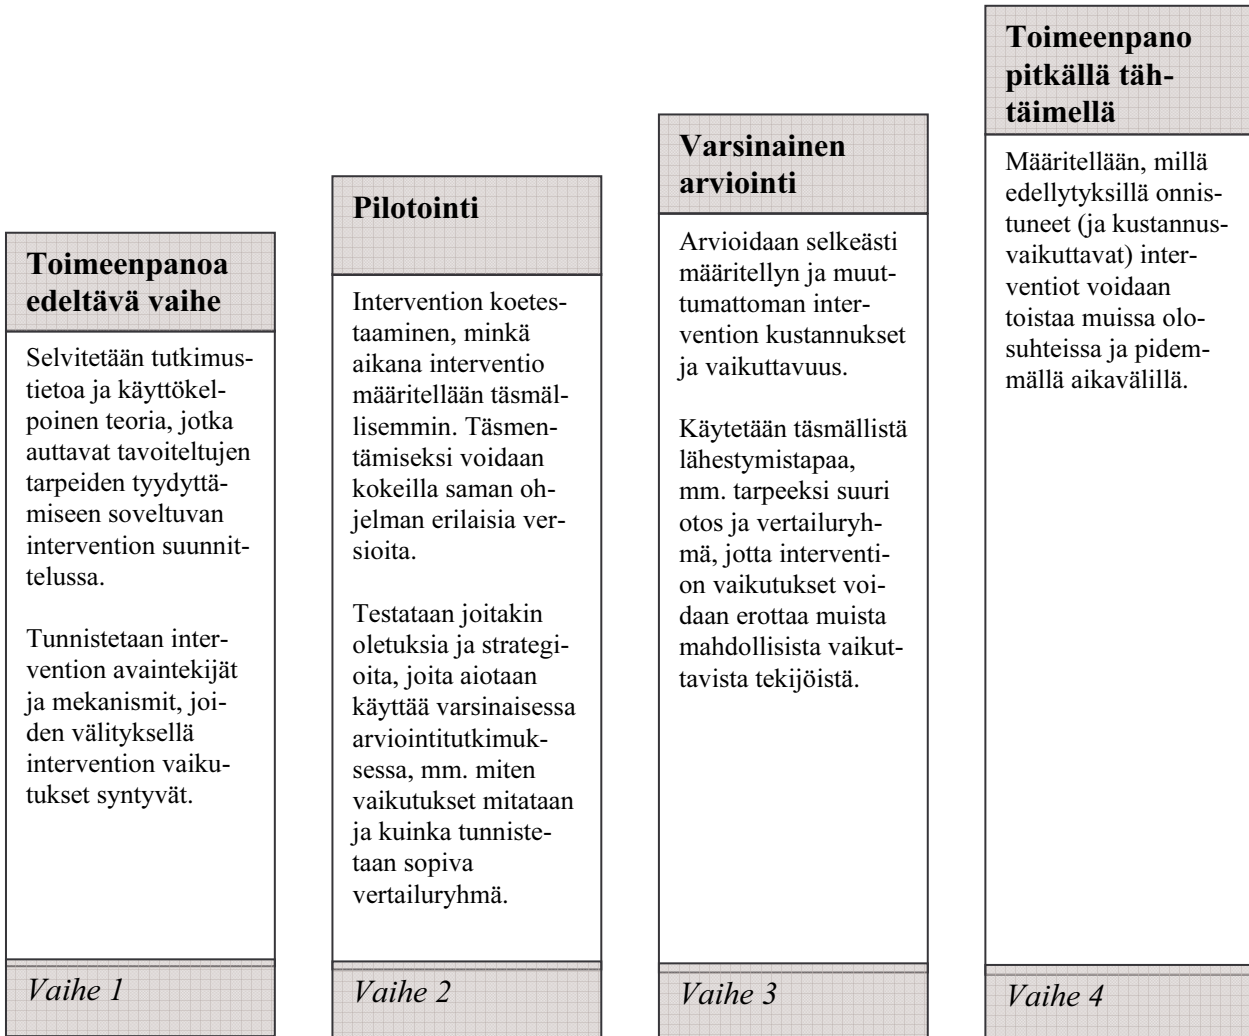 Toimeenpanoa
edeltävä vaihe
Selvitetään tutkimus-
tietoa ja käyttökel-
poinen teoria, jotka
auttavat tavoiteltujen
tarpeiden tyydyttä-
miseen soveltuvan
intervention suunnit-
telussa.
Tunnistetaan inter-
vention avaintekijät
ja mekanismit, joi-
den välityksellä
intervention vaiku-
tukset syntyvät.
Vaihe 1
Pilotointi
Intervention koetes-
taaminen, minkä
aikana interventio
määritellään täsmäl-
lisemmin. Täsmen-
tämiseksi voidaan
kokeilla saman oh-
jelman erilaisia ver-
sioita.
Testataan joitakin
oletuksia ja strategi-
oita, joita aiotaan
käyttää varsinaisessa
arviointitutkimuk-
sessa, mm. miten
vaikutukset mitataan
ja kuinka tunniste-
taan sopiva
vertailuryhmä.
Vaihe 2
Varsinainen
arviointi
Arvioidaan selkeästi
määritellyn ja muut-
tumattoman inter-
vention kustannukset
ja vaikuttavuus.
Käytetään täsmällistä
lähestymistapaa,
mm. tarpeeksi suuri
otos ja vertailuryh-
mä, jotta interventi-
on vaikutukset voi-
daan erottaa muista
mahdollisista vaikut-
tavista tekijöistä.
Vaihe 3
Toimeenpano
pitkällä täh-
täimellä
Määritellään, millä
edellytyksillä onnis-
tuneet (ja kustannus-
vaikuttavat) inter-
ventiot voidaan
toistaa muissa olo-
suhteissa ja pidem-
mällä aikavälillä.
Vaihe 4